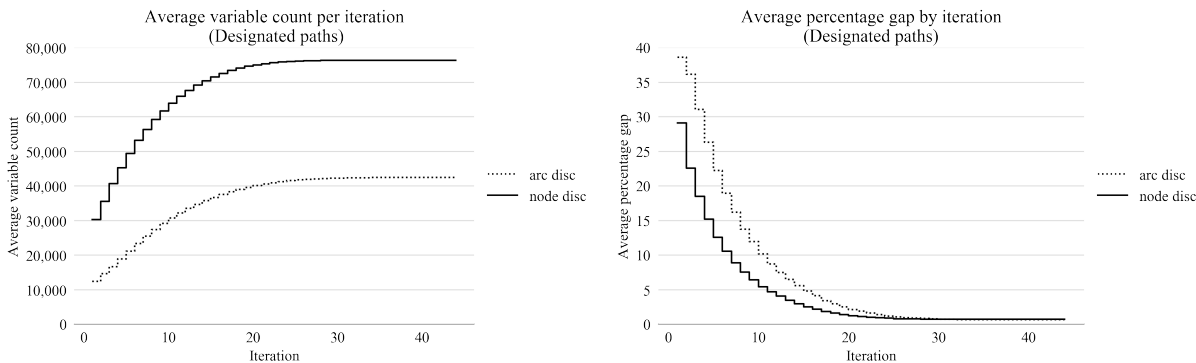 Average variable count per iteration
(Designated paths)
Average variable count
80,000
70,000
60,000
50,000
40,000
30,000
20,000
10,000
0
0 10 20 30 40
Iteration
arc disc
node disc
Average percentage gap by iteration
(Designated paths)
Average percentage gap
40
35
30
25
20
15
10
5
0
0 10 20 30 40
Iteration
arc disc
node disc